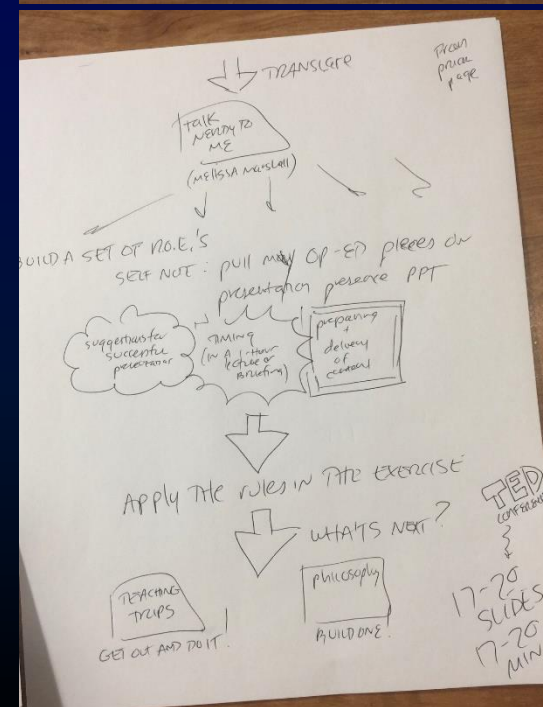 TRANSLATE
From
prior
page
talk
NERDY TO
ME
(Melissa Marshall)
BUILD A SET OF R.O.E.'S
SELF NOT: pull my OP-ED pieces on
presentation presence PPT
suggestions for
successful
presentation
TIMING
(IN A 1-HOUR
lecture or
Briefing)
preparing
+
delivery
of
content
APPLY THE rules IN THE EXERCISE
WHAT'S NEXT?
TEACHING
TRIPS
GET OUT AND DO IT!
philosophy
BUILD ONE!
TED
CONFERENCE
17-20
SLIDES
17-20
MIN